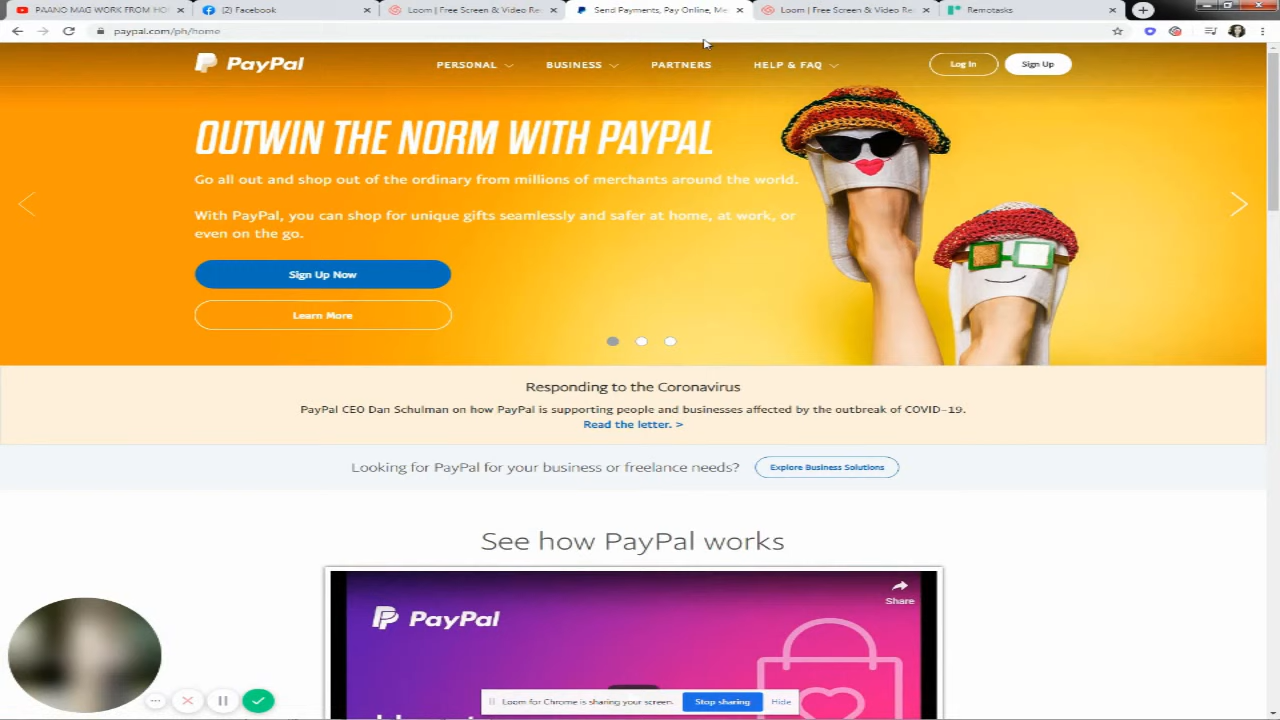 PAANO MAG WORK FROM HO
(2) Facebook
Loom | Free Screen & Video Re
Send Payments, Pay Online, Me
Loom | Free Screen & Video Re
Remotasks
paypal.com/ph/home
PayPal
PERSONAL
BUSINESS
PARTNERS
HELP & FAQ
Log In
Sign Up
OUTWIN THE NORM WITH PAYPAL
Go all out and shop out of the ordinary from millions of merchants around the world.
With PayPal, you can shop for unique gifts seamlessly and safer at home, at work, or
even on the go.
Sign Up Now
Learn More
Responding to the Coronavirus
PayPal CEO Dan Schulman on how PayPal is supporting people and businesses affected by the outbreak of COVID-19.
Read the letter. >
Looking for PayPal for your business or freelance needs?
Explore Business Solutions
See how PayPal works
PayPal
Share
Loom for Chrome is sharing your screen.
Stop sharing
Hide